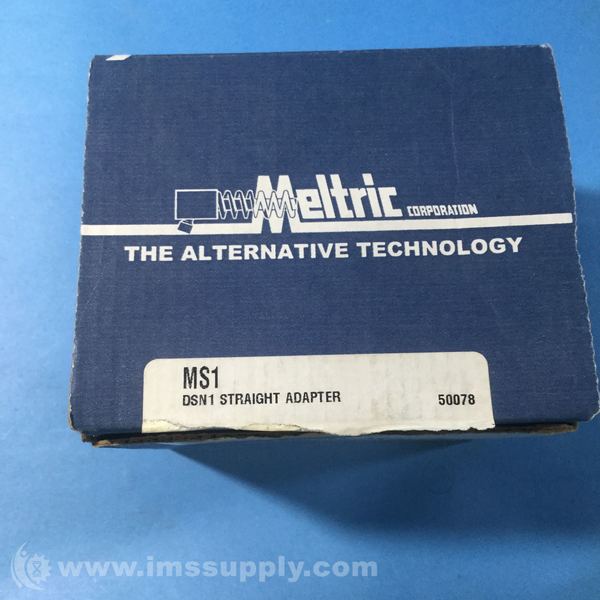 Meltric CORPORATION
THE ALTERNATIVE TECHNOLOGY
MS1
DSN1 STRAIGHT ADAPTER 50078
www.imssupply.com